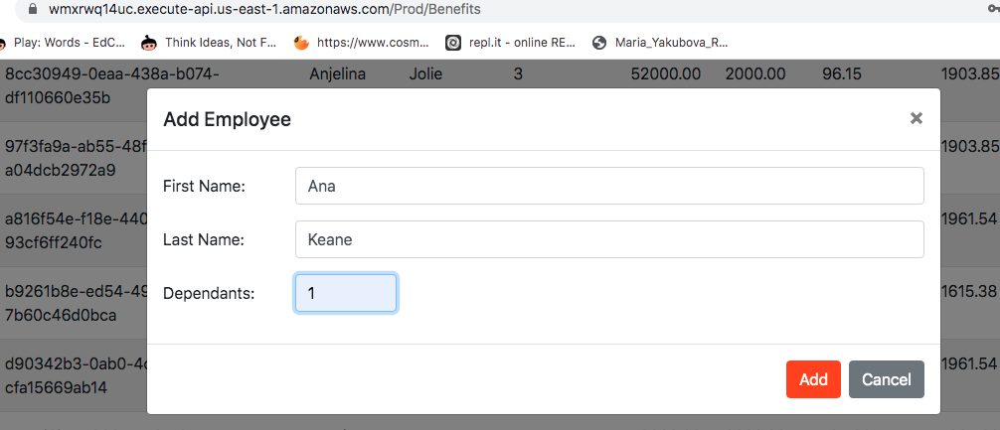 wmxrwq14uc.execute-api.us-east-1.amazonaws.com/Prod/Benefits
Play: Words - EdC... Think Ideas, Not F... https://www.cosm... repl.it - online RE... Maria_Yakubova_R...
8cc30949-0eaa-438a-b074- Anjelina Jolie 3 52000.00 2000.00 96.15 1903.85
df110660e35b
Add Employee ×
97f3fa9a-ab55-48f 1903.85
a04dcb2972a9
First Name: Ana
a816f54e-f18e-440 1961.54
93cf6ff240fc
Last Name: Keane
b9261b8e-ed54-49 1615.38
7b60c46d0bca
Dependants: 1
d90342b3-0ab0-4 1961.54
cfa15669ab14
Add Cancel